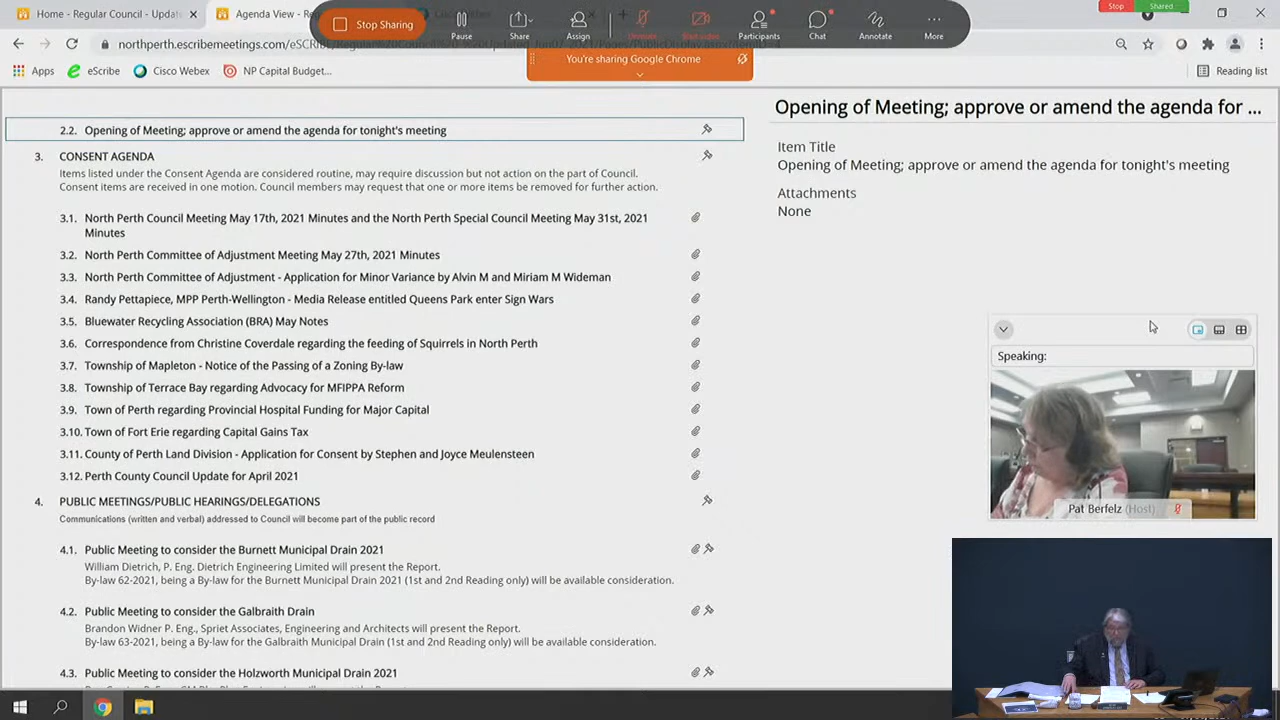 Home - Regular Council - Updat
Agenda View - Re
Stop Sharing
Pause
Share
Assign
Unmute
Start video
Participants
Chat
Annotate
More
Stop
Shared
northperth.escribemeetings.com/eSCRIBE/
You're sharing Google Chrome
Apps
eScribe
Cisco Webex
NP Capital Budget...
Reading list
2.2. Opening of Meeting; approve or amend the agenda for tonight's meeting
3. CONSENT AGENDA
Items listed under the Consent Agenda are considered routine, may require discussion but not action on the part of Council.
Consent items are received in one motion. Council members may request that one or more items be removed for further action.
3.1. North Perth Council Meeting May 17th, 2021 Minutes and the North Perth Special Council Meeting May 31st, 2021
Minutes
3.2. North Perth Committee of Adjustment Meeting May 27th, 2021 Minutes
3.3. North Perth Committee of Adjustment - Application for Minor Variance by Alvin M and Miriam M Wideman
3.4. Randy Pettapiece, MPP Perth-Wellington - Media Release entitled Queens Park enter Sign Wars
3.5. Bluewater Recycling Association (BRA) May Notes
3.6. Correspondence from Christine Coverdale regarding the feeding of Squirrels in North Perth
3.7. Township of Mapleton - Notice of the Passing of a Zoning By-law
3.8. Township of Terrace Bay regarding Advocacy for MFIPPA Reform
3.9. Town of Perth regarding Provincial Hospital Funding for Major Capital
3.10. Town of Fort Erie regarding Capital Gains Tax
3.11. County of Perth Land Division - Application for Consent by Stephen and Joyce Meulensteen
3.12. Perth County Council Update for April 2021
4. PUBLIC MEETINGS/PUBLIC HEARINGS/DELEGATIONS
Communications (written and verbal) addressed to Council will become part of the public record
4.1. Public Meeting to consider the Burnett Municipal Drain 2021
William Dietrich, P. Eng. Dietrich Engineering Limited will present the Report.
By-law 62-2021, being a By-law for the Burnett Municipal Drain 2021 (1st and 2nd Reading only) will be available consideration.
4.2. Public Meeting to consider the Galbraith Drain
Brandon Widner P. Eng., Spriet Associates, Engineering and Architects will present the Report.
By-law 63-2021, being a By-law for the Galbraith Municipal Drain (1st and 2nd Reading only) will be available consideration.
4.3. Public Meeting to consider the Holzworth Municipal Drain 2021
Opening of Meeting; approve or amend the agenda for ...
Item Title
Opening of Meeting; approve or amend the agenda for tonight's meeting
Attachments
None
Speaking:
Pat Berfelz (Host)